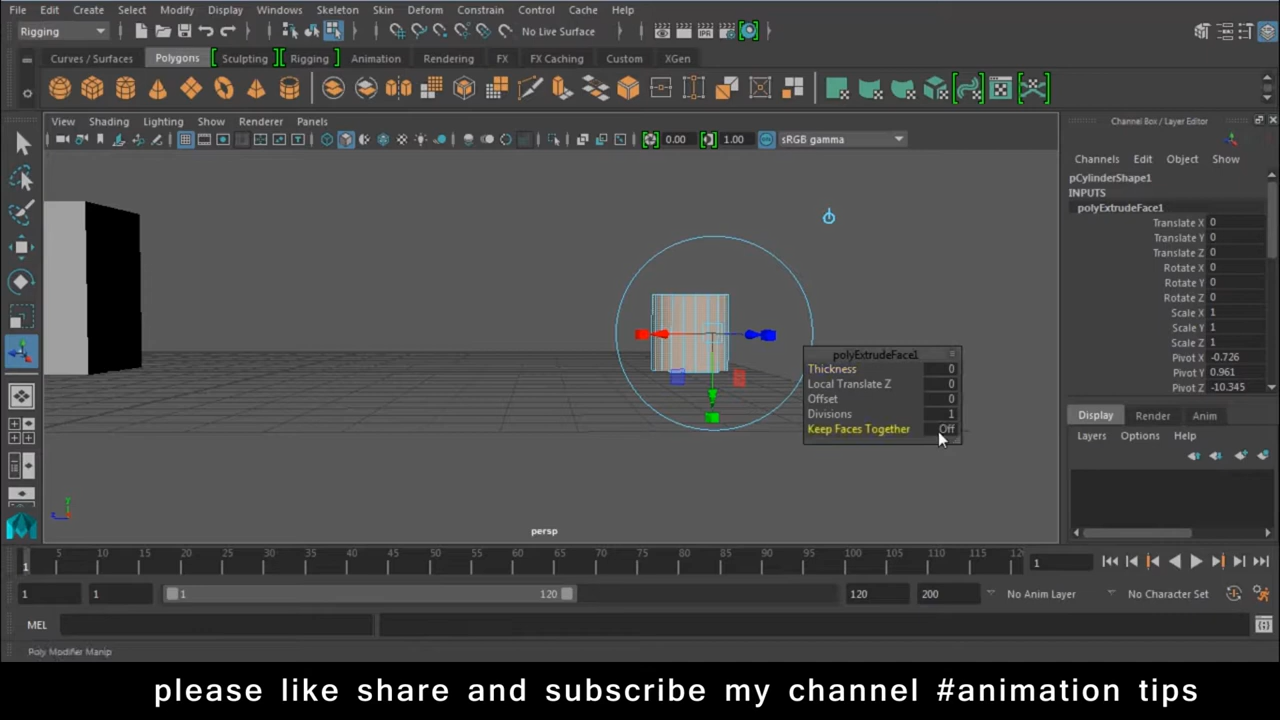 File Edit Create Select Modify Display Windows Skeleton Skin Deform Constrain Control Cache Help
Rigging No Live Surface
Curves / Surfaces Polygons Sculpting Rigging Animation Rendering FX FX Caching Custom XGen
View Shading Lighting Show Renderer Panels
Channel Box / Layer Editor
0.00 1.00 sRGB gamma
Channels Edit Object Show
pCylinderShape1
INPUTS
polyExtrudeFace1
Translate X 0
Translate Y 0
Translate Z 0
Rotate X 0
Rotate Y 0
Rotate Z 0
Scale X 1
Scale Y 1
Scale Z 1
Pivot X -0.726
Pivot Y 0.961
Pivot Z -10.345
polyExtrudeFace1
Thickness 0
Local Translate Z 0
Offset 0
Divisions 1
Keep Faces Together Off
Display Render Anim
Layers Options Help
y
z
persp
5 10 15 20 25 30 35 40 45 50 55 60 65 70 75 80 85 90 95 100 105 110 115 12
1 1
1 1 1 120 120 200 No Anim Layer No Character Set
MEL
Poly Modifier Manip
please like share and subscribe my channel #animation tips